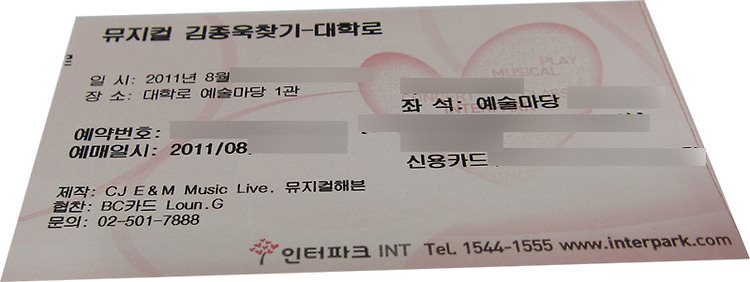 뮤지컬 김종욱찾기-대학로
PLAY
MUSICAL
일 시: 2011년 8월
장 소: 대학로 예술마당 1관
좌 석: 예술마당
예약번호:
예매일시: 2011/08
신용카드
제작: CJ E&M Music Live, 뮤지컬해븐
협찬: BC카드 Loun.G
문의: 02-501-7888
인터파크 INT Tel. 1544-1555 www.interpark.com